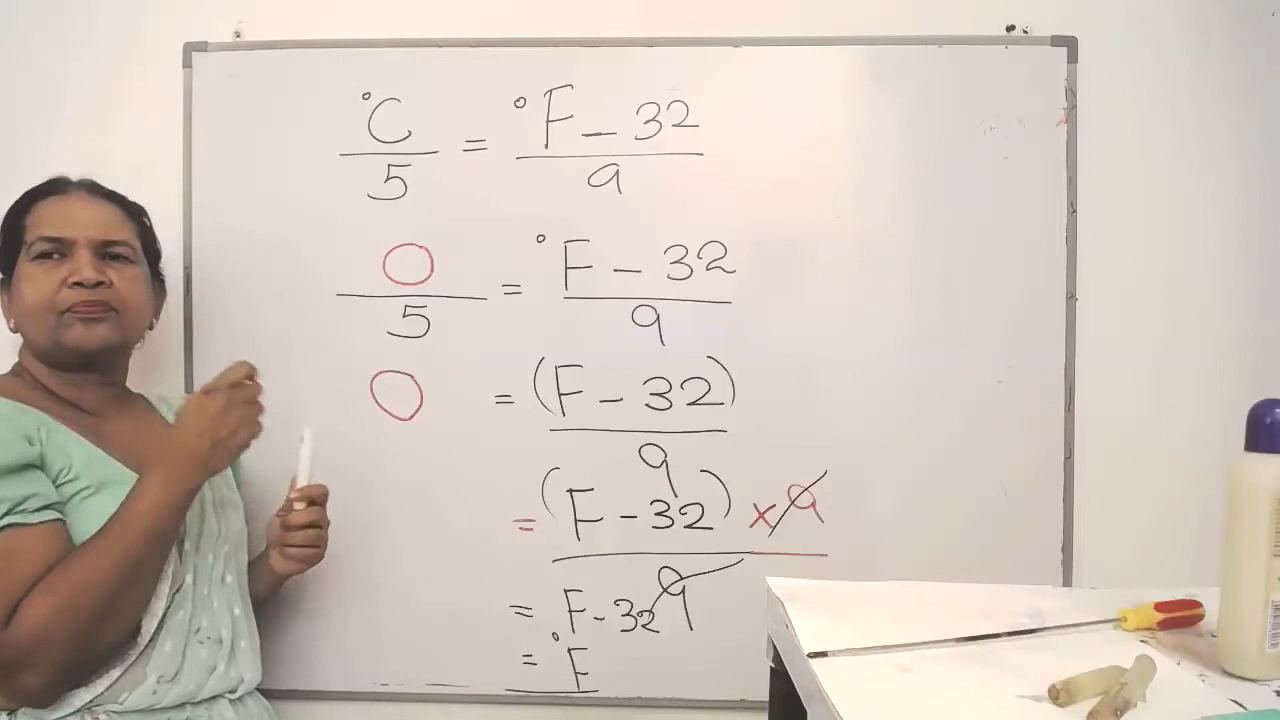 °C/5 = °F - 32/9
0/5 = °F - 32/9
0 = (F - 32)/9
= (F - 32) × 9/9
= F - 32
= °F